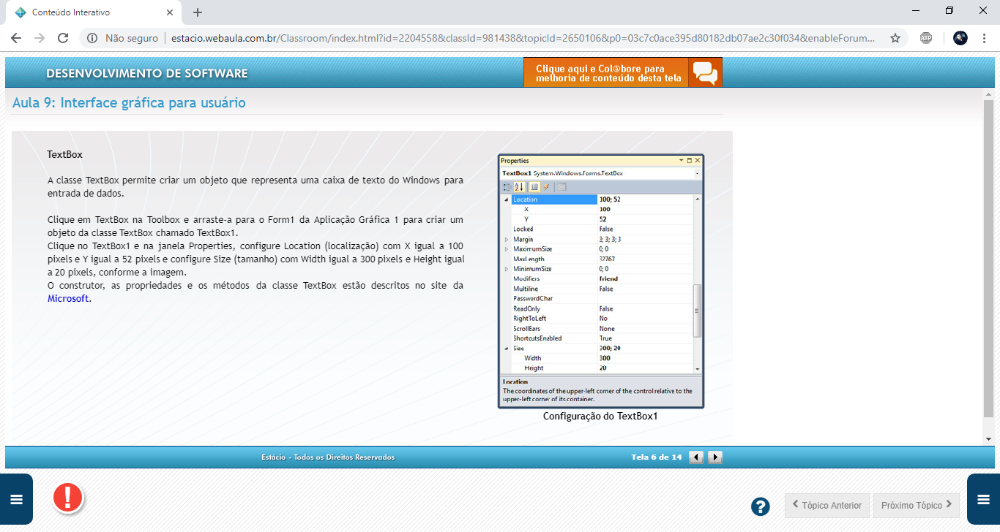 Conteúdo Interativo
Não seguro
estacio.webaula.com.br/Classroom/index.html?id=2204558&classId=981438&topicId=2650106&p0=03c7c0ace395d80182db07ae2c30f034&enableForum...
ABP
DESENVOLVIMENTO DE SOFTWARE
Clique aqui e Col@bore para
melhoria de conteúdo desta tela
Aula 9: Interface gráfica para usuário
TextBox
A classe TextBox permite criar um objeto que representa uma caixa de texto do Windows para
entrada de dados.
Clique em TextBox na Toolbox e arraste-a para o Form1 da Aplicação Gráfica 1 para criar um
objeto da classe TextBox chamado TextBox1.
Clique no TextBox1 e na janela Properties, configure Location (localização) com X igual a 100
pixels e Y igual a 52 pixels e configure Size (tamanho) com Width igual a 300 pixels e Height igual
a 20 pixels, conforme a imagem.
O construtor, as propriedades e os métodos da classe TextBox estão descritos no site da
Microsoft.
Properties
TextBox1 System.Windows.Forms.TextBox
Location 100; 52
X 100
Y 52
Locked False
Margin 3; 3; 3; 3
MaximumSize 0; 0
MaxLength 32767
MinimumSize 0; 0
Modifiers Friend
Multiline False
PasswordChar
ReadOnly False
RightToLeft No
ScrollBars None
ShortcutsEnabled True
Size 300; 20
Width 300
Height 20
Location
The coordinates of the upper-left corner of the control relative to the
upper-left corner of its container.
Configuração do TextBox1
Estácio - Todos os Direitos Reservados
Tela 6 de 14
Tópico Anterior
Próximo Tópico